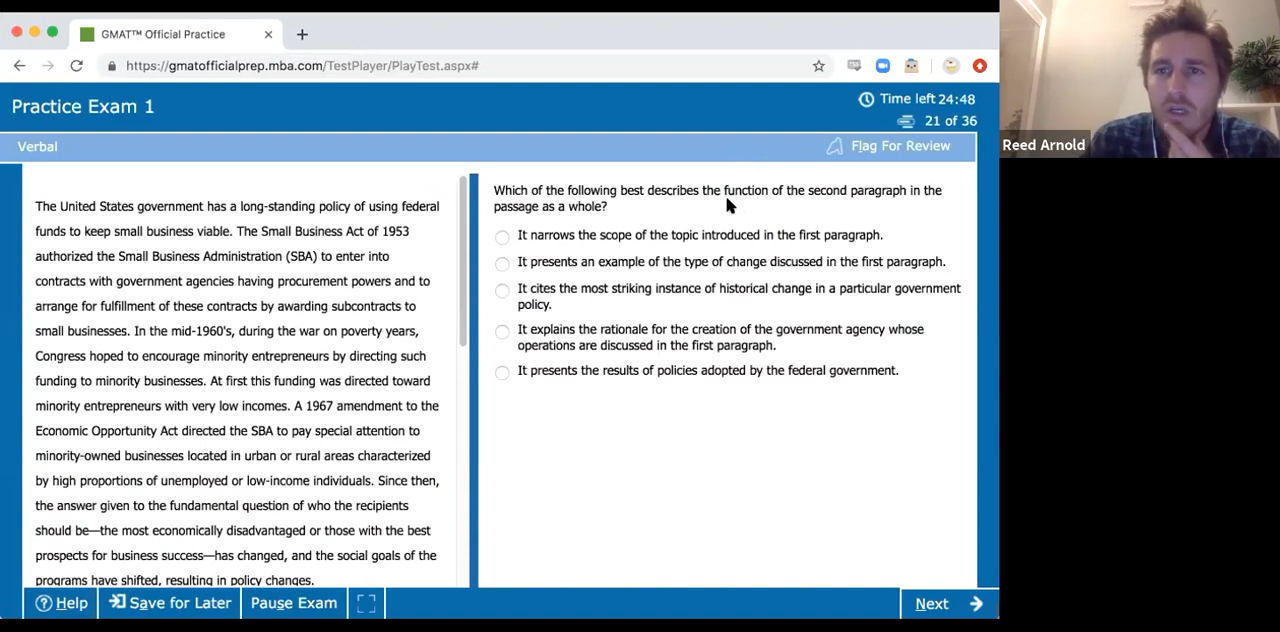 GMAT™ Official Practice
https://gmatofficialprep.mba.com/TestPlayer/PlayTest.aspx#
Practice Exam 1
Time left 24:48
21 of 36
Verbal
Flag For Review
Reed Arnold
The United States government has a long-standing policy of using federal
funds to keep small business viable. The Small Business Act of 1953
authorized the Small Business Administration (SBA) to enter into
contracts with government agencies having procurement powers and to
arrange for fulfillment of these contracts by awarding subcontracts to
small businesses. In the mid-1960's, during the war on poverty years,
Congress hoped to encourage minority entrepreneurs by directing such
funding to minority businesses. At first this funding was directed toward
minority entrepreneurs with very low incomes. A 1967 amendment to the
Economic Opportunity Act directed the SBA to pay special attention to
minority-owned businesses located in urban or rural areas characterized
by high proportions of unemployed or low-income individuals. Since then,
the answer given to the fundamental question of who the recipients
should be—the most economically disadvantaged or those with the best
prospects for business success—has changed, and the social goals of the
programs have shifted, resulting in policy changes.
Which of the following best describes the function of the second paragraph in the
passage as a whole?
It narrows the scope of the topic introduced in the first paragraph.
It presents an example of the type of change discussed in the first paragraph.
It cites the most striking instance of historical change in a particular government
policy.
It explains the rationale for the creation of the government agency whose
operations are discussed in the first paragraph.
It presents the results of policies adopted by the federal government.
Help
Save for Later
Pause Exam
Next